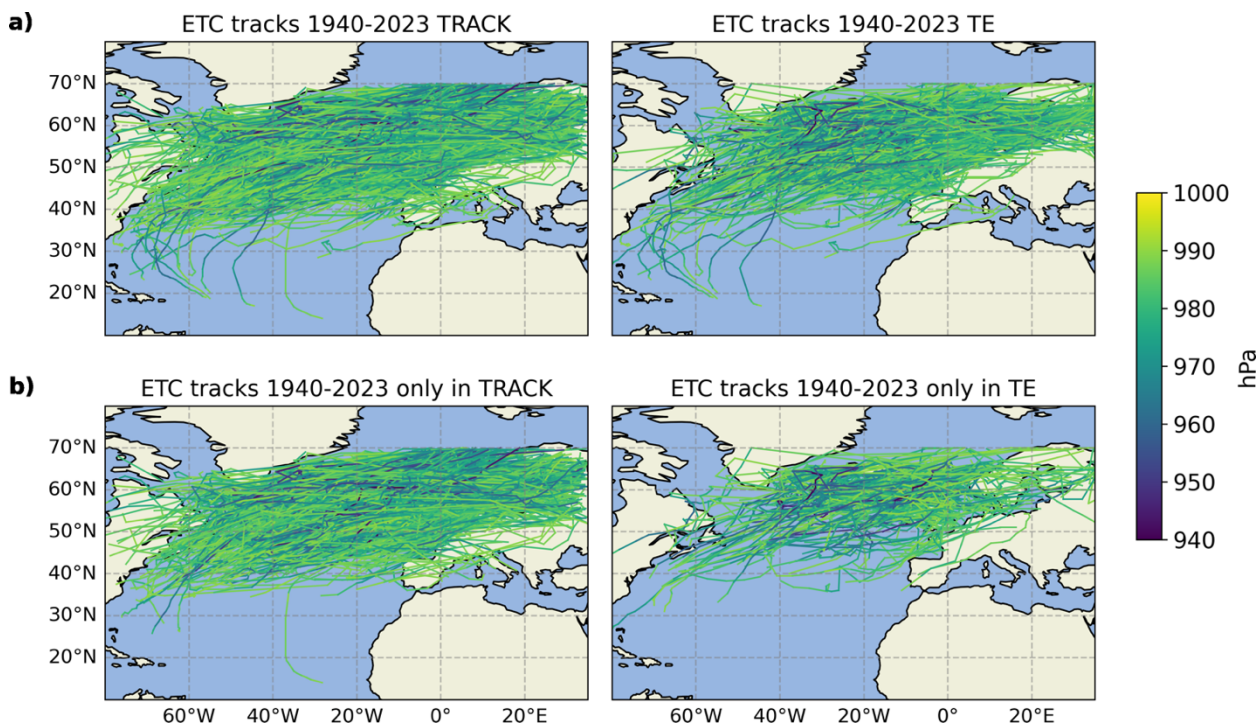 a)
ETC tracks 1940-2023 TRACK
ETC tracks 1940-2023 TE
70°N
60°N
50°N
40°N
30°N
20°N
b)
ETC tracks 1940-2023 only in TRACK
ETC tracks 1940-2023 only in TE
70°N
60°N
50°N
40°N
30°N
20°N
60°W
40°W
20°W
0°
20°E
60°W
40°W
20°W
0°
20°E
1000
990
980
970
960
950
940
hPa